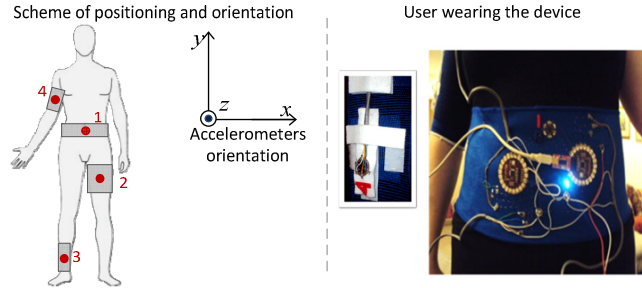 Scheme of positioning and orientation
User wearing the device
y
z
x
Accelerometers
orientation
4
1
2
3